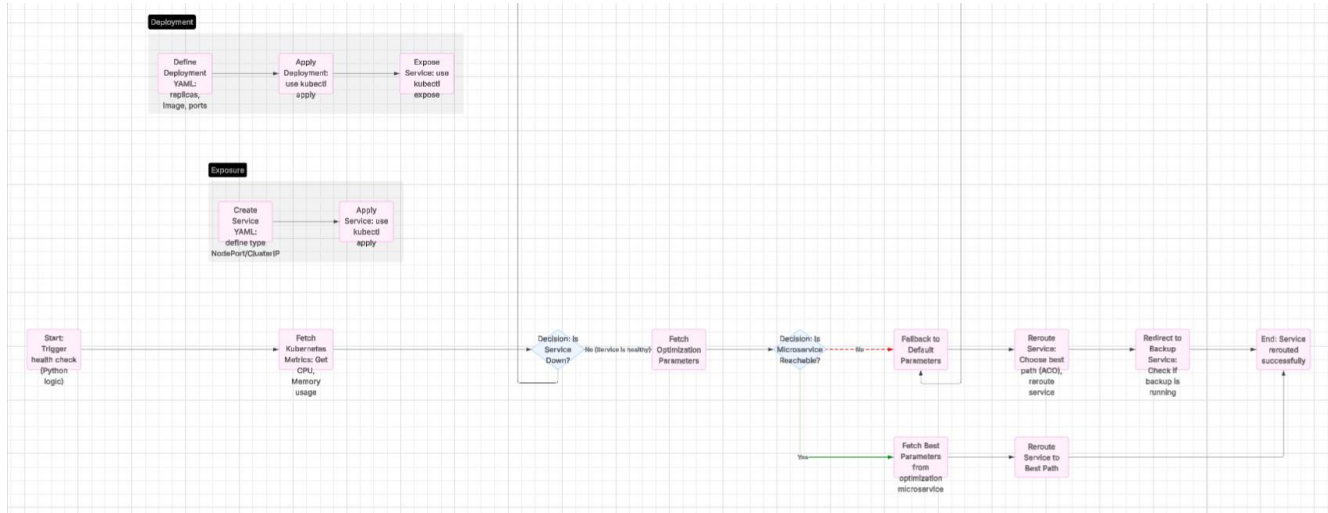 Deployment
Define
Deployment
YAML:
replicas,
image, ports
Apply
Deployment:
use kubectl
apply
Expose
Service: use
kubectl
expose
Exposure
Create
Service
YAML:
define type
NodePort/ClusterIP
Apply
Service: use
kubectl
apply
Start:
Trigger
health check
(Python
logic)
Fetch
Kubernetes
Metrics: Get
CPU,
Memory
usage
Decision: Is
Service
Down?
(Service is healthy)
Fetch
Optimization
Parameters
Decision: Is
Microservice
Reachable?
No
Fallback to
Default
Parameters
Reroute
Service:
Choose best
path (ACO),
reroute
service
Redirect to
Backup
Service:
Check if
backup is
running
End: Service
rerouted
successfully
Yes
Fetch Best
Parameters
from
optimization
microservice
Reroute
Service to
Best Path